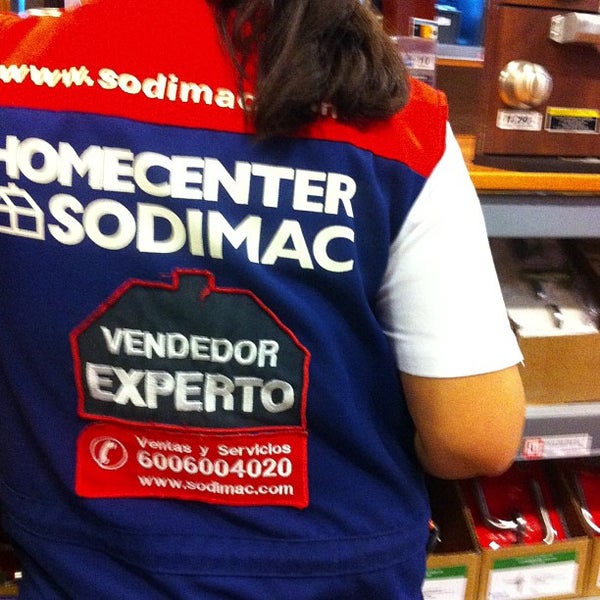 www.sodimac.
HOMECENTER
SODIMAC
VENDEDOR
EXPERTO
Ventas y Servicios
6006004020
www.sodimac.com